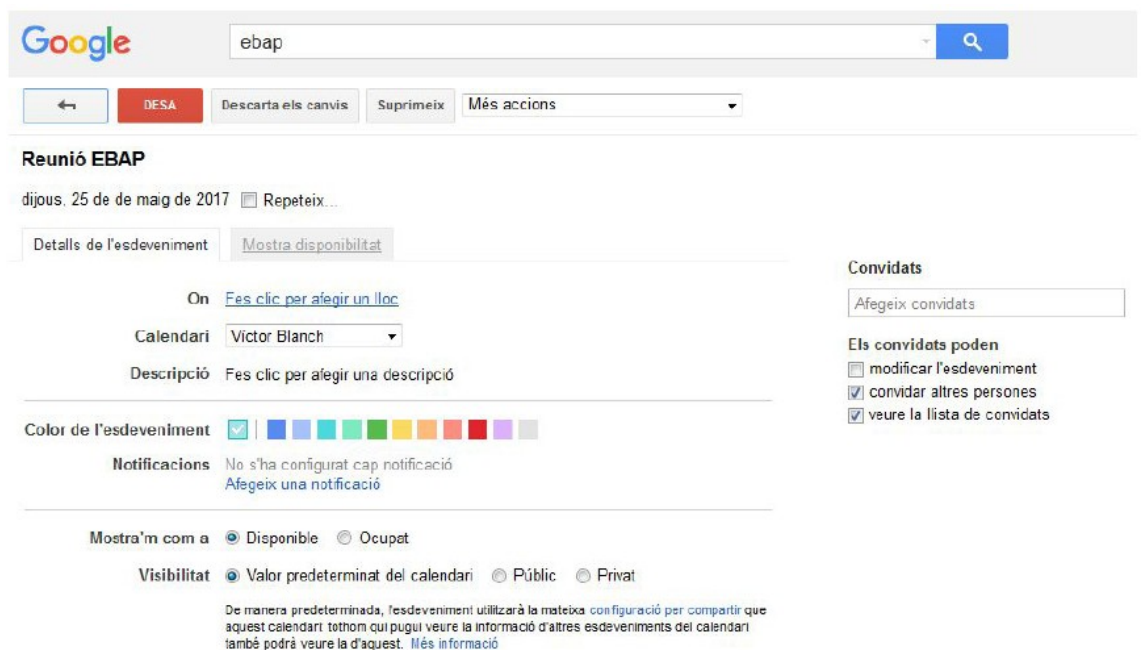 Google
ebap
DESA Descarta els canvis Suprimeix Més accions
Reunió EBAP
dijous, 25 de de maig de 2017 Repeteix...
Detalls de l'esdeveniment Mostra disponibilitat
On Fes clic per afegir un lloc
Calendari Víctor Blanch
Descripció Fes clic per afegir una descripció
Color de l'esdeveniment
Notificacions No s'ha configurat cap notificació
Afegeix una notificació
Mostra'm com a Disponible Ocupat
Visibilitat Valor predeterminat del calendari Públic Privat
De manera predeterminada, l'esdeveniment utilitzarà la mateixa configuració per compartir que
aquest calendari: tothom qui pugui veure la informació d'altres esdeveniments del calendari
també podrà veure la d'aquest. Més informació
Convidats
Afegeix convidats
Els convidats poden
modificar l'esdeveniment
convidar altres persones
veure la llista de convidats